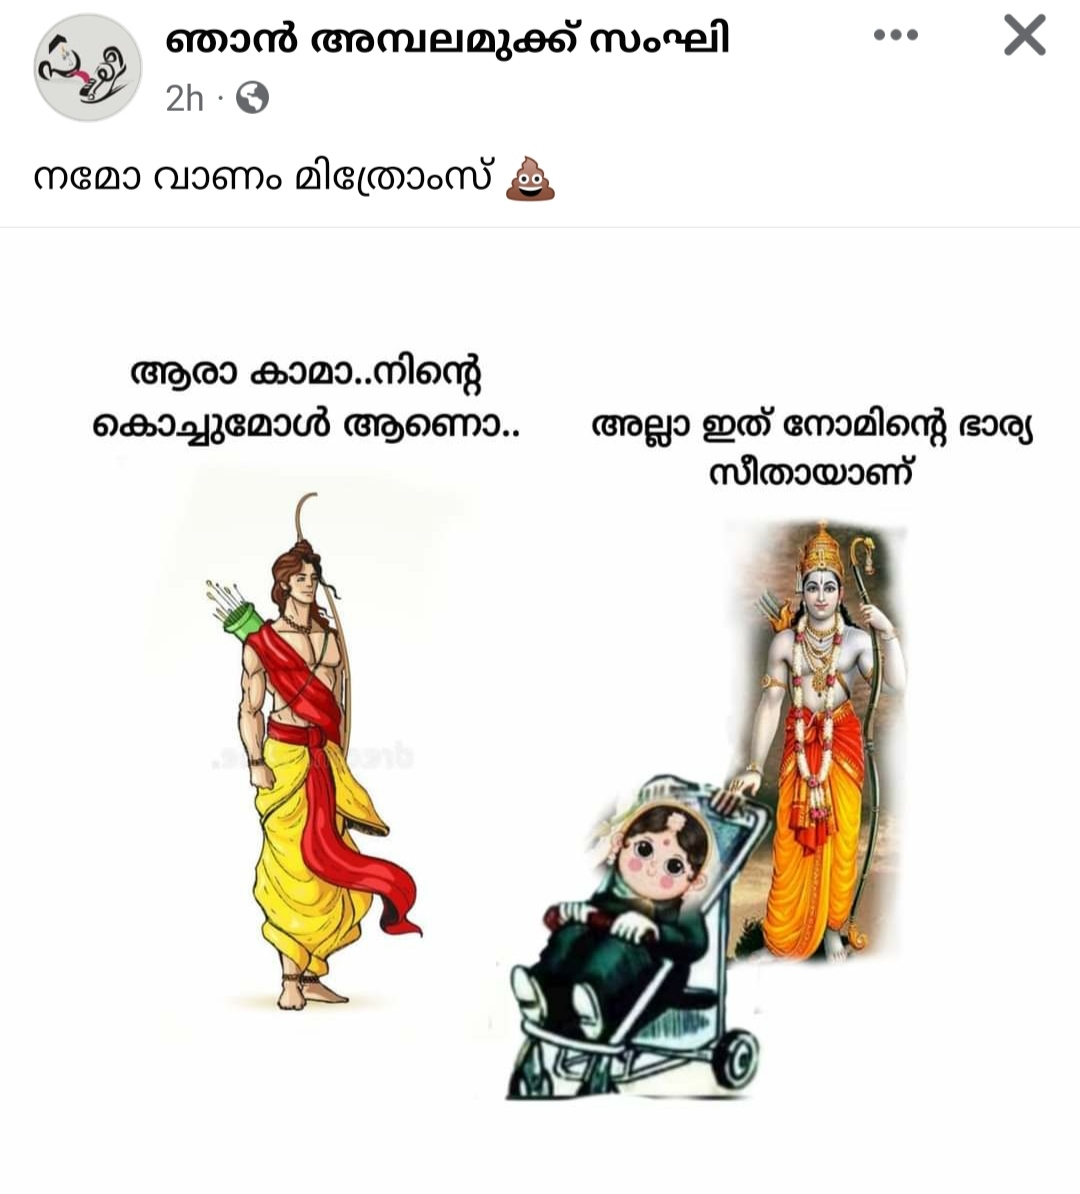 ഞാൻ അമ്പലമുക്ക് സംഘി
2h ·
നമോ വാണം മിത്രോംസ് 💩
ആരാ കാമാ..നിന്റെ
കൊച്ചുമോൾ ആണൊ..
അല്ലാ ഇത് നോമിന്റെ ഭാര്യ
സീതായാണ്